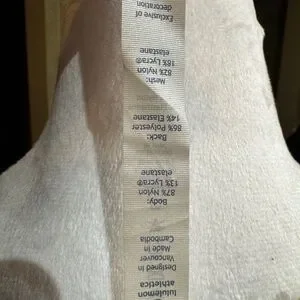 lululemon
athletica
Designed in
Vancouver
Made in
Cambodia
Body:
87% Nylon
13% Lycra®
elastane
Back:
86% Polyester
14% Elastane
Mesh:
82% Nylon
18% Lycra®
elastane
Exclusive of
decoration